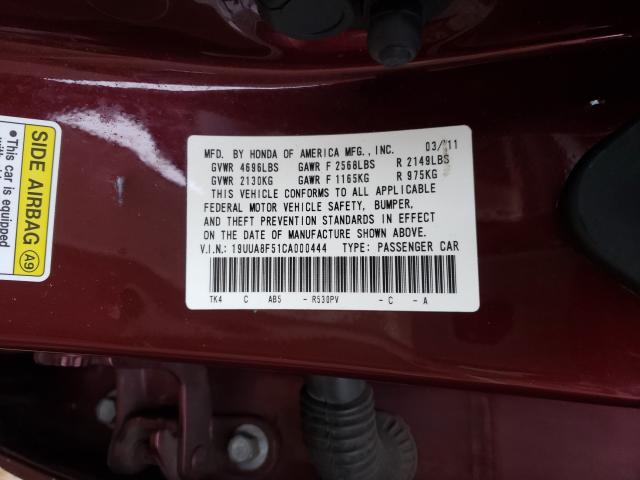 MFD. BY HONDA OF AMERICA MFG., INC. 03/11
GVWR 4696LBS GAWR F 2568LBS R 2149LBS
GVWR 2130KG GAWR F 1165KG R 975KG
THIS VEHICLE CONFORMS TO ALL APPLICABLE
FEDERAL MOTOR VEHICLE SAFETY, BUMPER,
AND THEFT PREVENTION STANDARDS IN EFFECT
ON THE DATE OF MANUFACTURE SHOWN ABOVE.
V.I.N.: 19UUA8F51CA000444 TYPE: PASSENGER CAR
TK4 C AB5 - R530PV - C - A
SIDE AIRBAG
A9
•This car is equipped